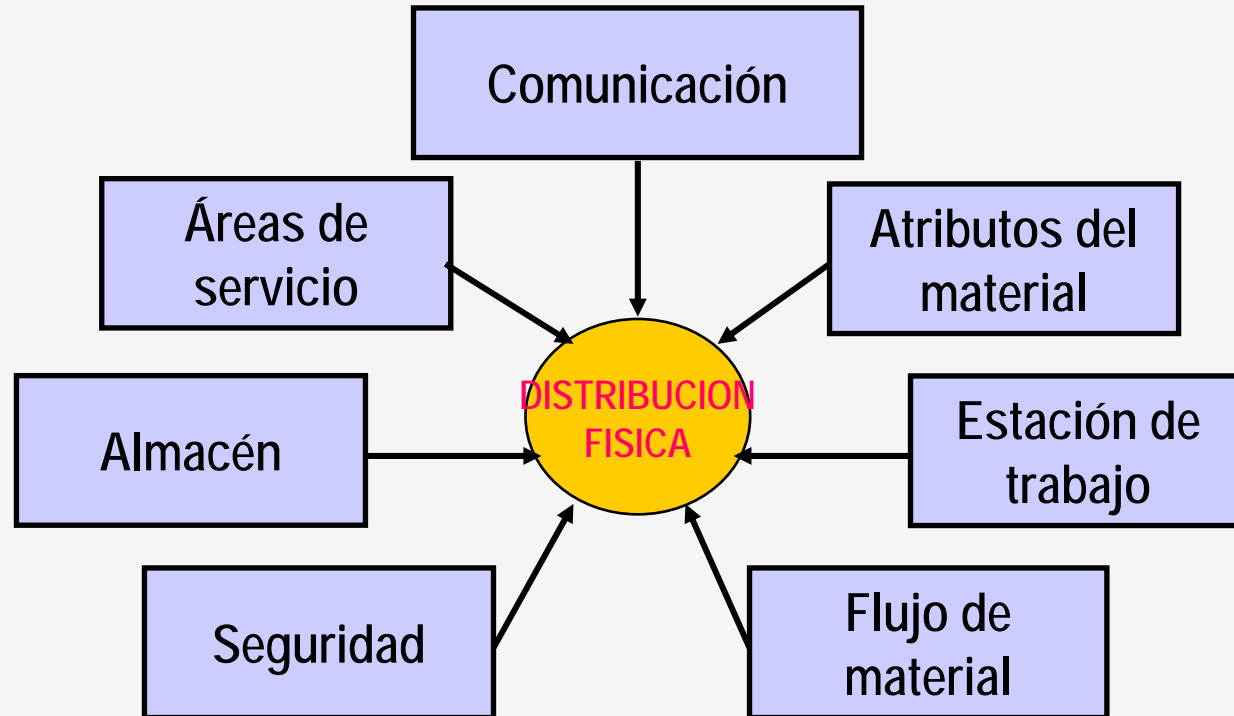 Comunicación
Áreas de
servicio
Atributos del
material
DISTRIBUCION
FISICA
Almacén
Estación de
trabajo
Seguridad
Flujo de
material